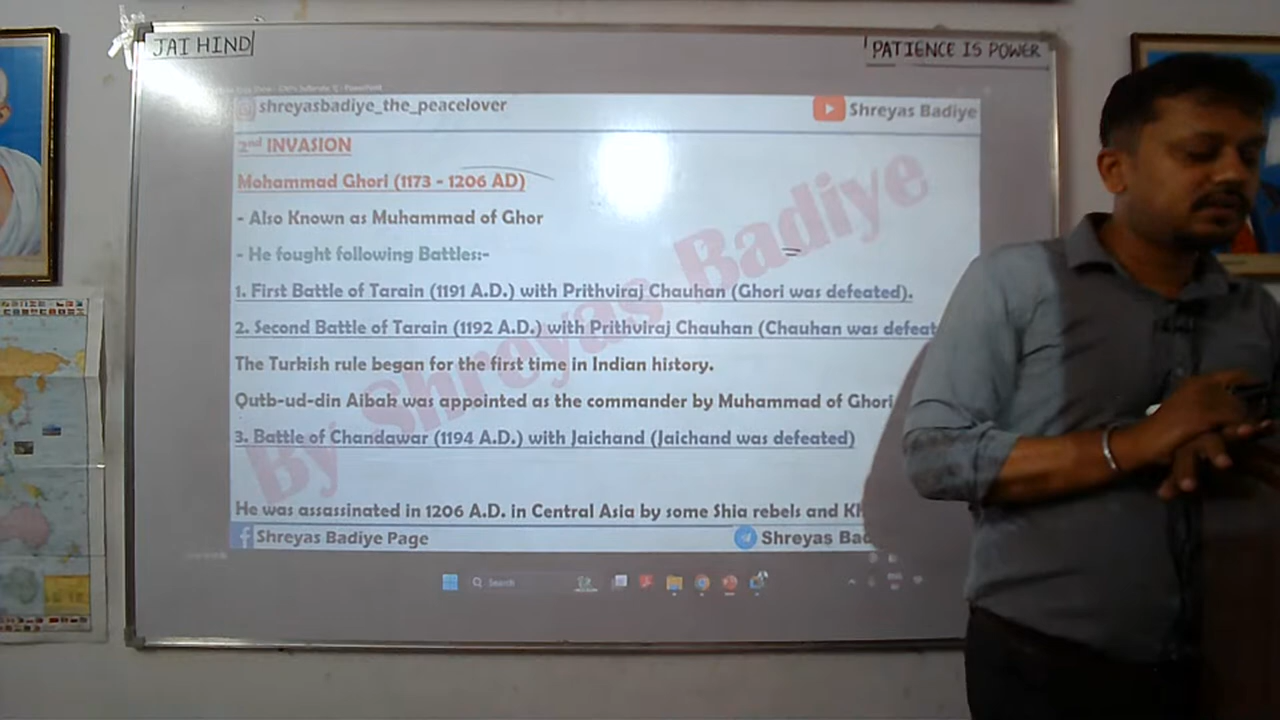 JAI HIND
PATIENCE IS POWER
shreyasbadiye_the_peacelover
Shreyas Badiye
2nd INVASION
Mohammad Ghori (1173 - 1206 AD)
- Also Known as Muhammad of Ghor
- He fought following Battles:-
1. First Battle of Tarain (1191 A.D.) with Prithviraj Chauhan (Ghori was defeated).
2. Second Battle of Tarain (1192 A.D.) with Prithviraj Chauhan (Chauhan was defeat
The Turkish rule began for the first time in Indian history.
Qutb-ud-din Aibak was appointed as the commander by Muhammad of Ghori
3. Battle of Chandawar (1194 A.D.) with Jaichand (Jaichand was defeated)
He was assassinated in 1206 A.D. in Central Asia by some Shia rebels and Kh
By Shreyas Badiye
Shreyas Badiye Page
Shreyas Bad
Search